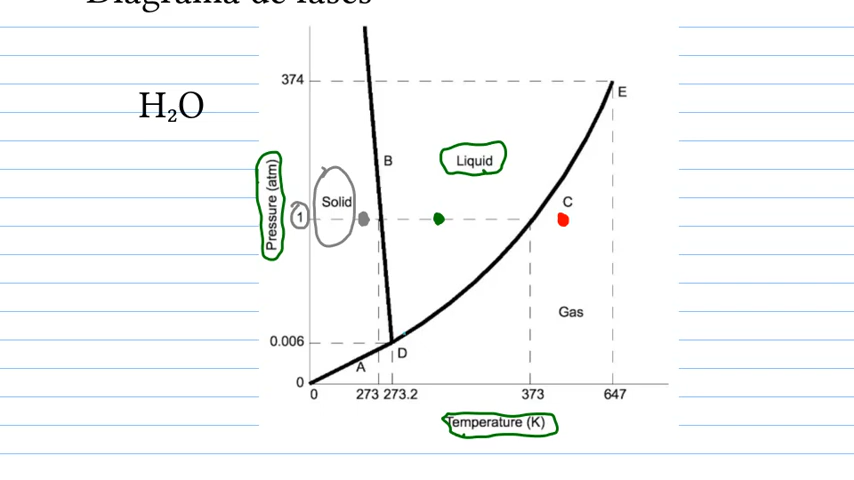 Diagrama de fases
H₂O
374
E
B
Liquid
Pressure (atm)
Solid
C
1
Gas
0.006
D
A
0
0 273 273.2 373 647
Temperature (K)